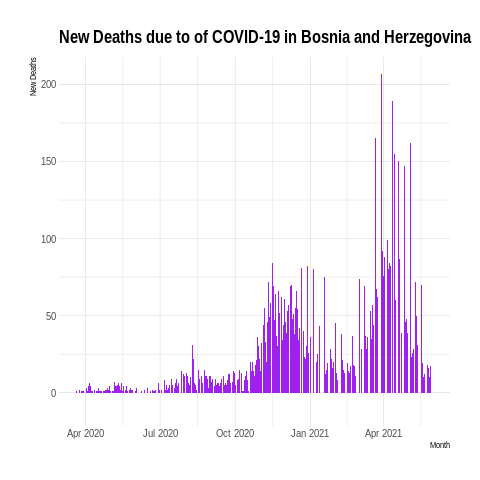 New Deaths due to of COVID-19 in Bosnia and Herzegovina
New Deaths
200
150
100
50
0
Apr 2020 Jul 2020 Oct 2020 Jan 2021 Apr 2021
Month